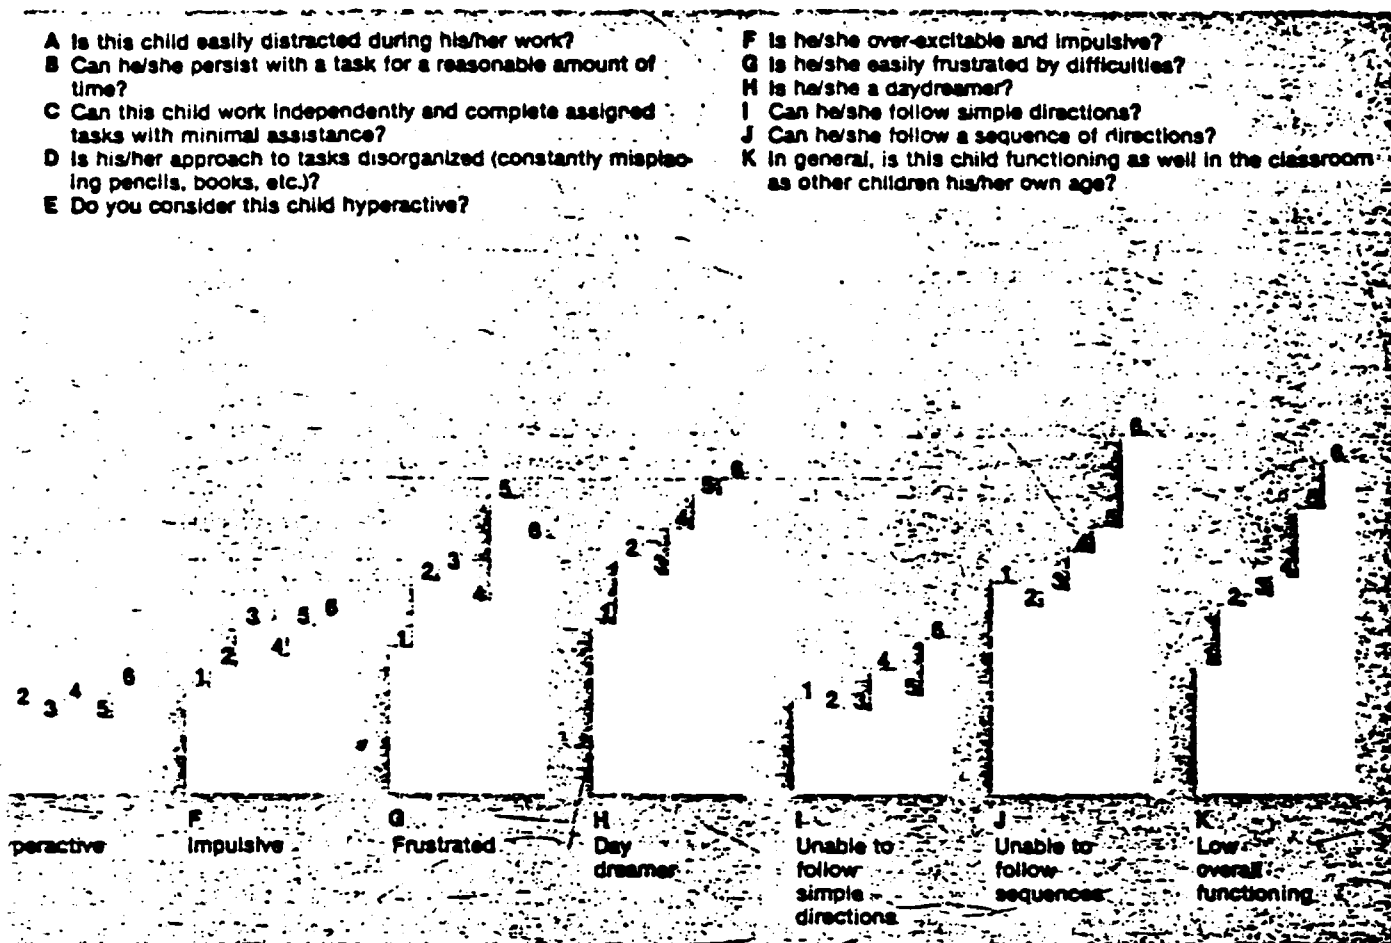 A Is this child easily distracted during his/her work?
B Can he/she persist with a task for a reasonable amount of
time?
C Can this child work independently and complete assigned
tasks with minimal assistance?
D Is his/her approach to tasks disorganized (constantly misplac-
ing pencils, books, etc.)?
E Do you consider this child hyperactive?
F Is he/she over-excitable and impulsive?
G Is he/she easily frustrated by difficulties?
H Is he/she a daydreamer?
I Can he/she follow simple directions?
J Can he/she follow a sequence of directions?
K In general, is this child functioning as well in the classroom
as other children his/her own age?
2 3 4 5 6
1 2 3 4 5 6
1 2 3 4 5 6
1 2 3 4 5 6
1 2 3 4 5 6
1 2 3 6
1 2 6
peractive
F
Impulsive
G
Frustrated
H
Day
dreamer
I
Unable to
follow
simple
directions
J
Unable to
follow
sequences
K
Low
overall
functioning